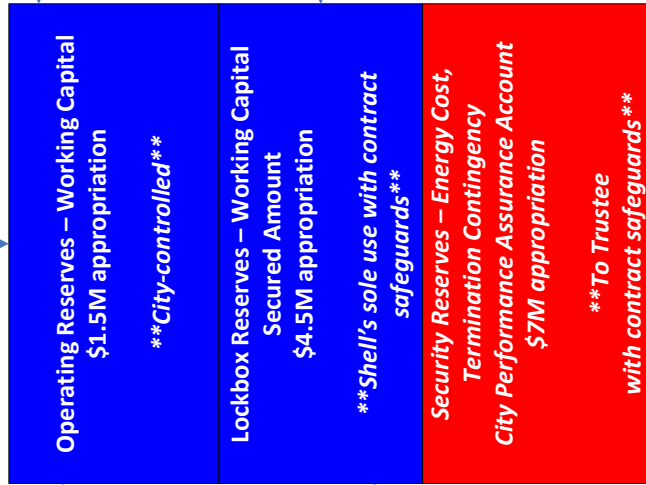 Operating Reserves – Working Capital
$1.5M appropriation
**City-controlled**
Lockbox Reserves – Working Capital
Secured Amount
$4.5M appropriation
**Shell’s sole use with contract
safeguards**
Security Reserves – Energy Cost,
Termination Contingency
City Performance Assurance Account
$7M appropriation
**To Trustee
with contract safeguards**